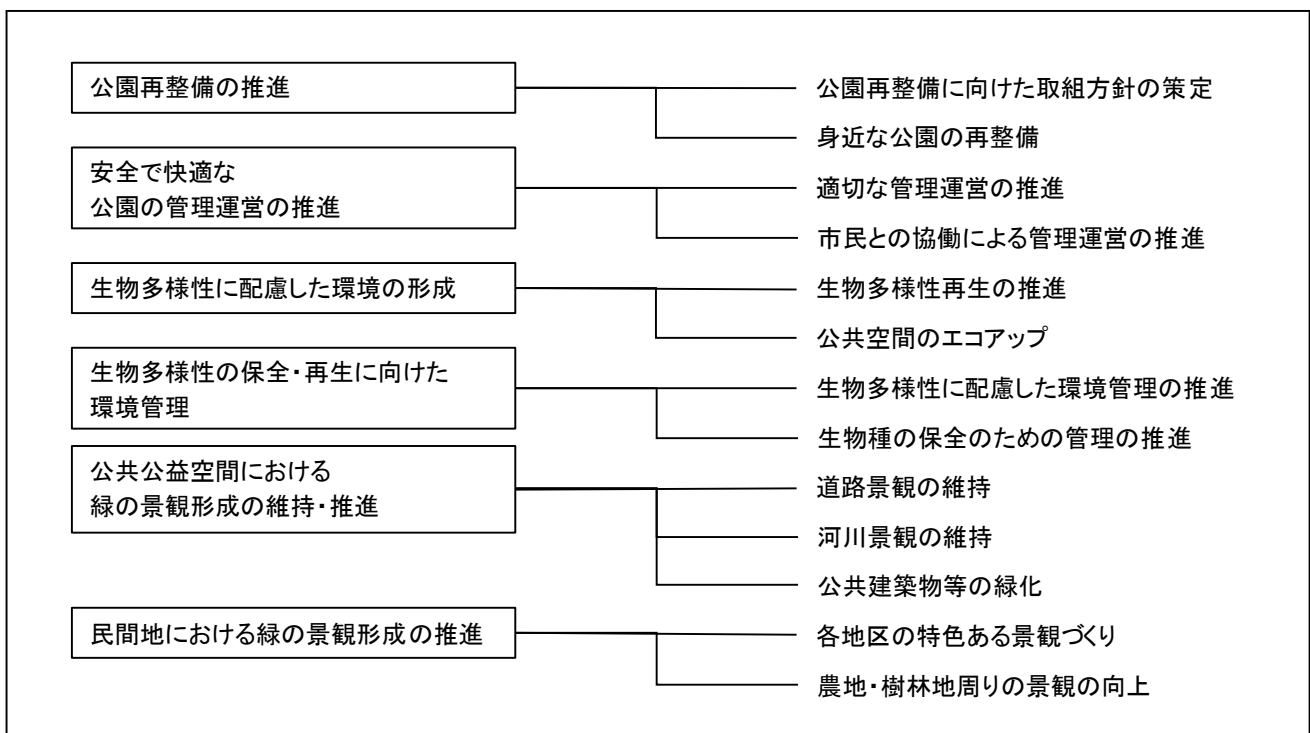 公園再整備の推進
公園再整備に向けた取組方針の策定
身近な公園の再整備
安全で快適な
公園の管理運営の推進
適切な管理運営の推進
市民との協働による管理運営の推進
生物多様性に配慮した環境の形成
生物多様性再生の推進
公共空間のエコアップ
生物多様性の保全・再生に向けた
環境管理
生物多様性に配慮した環境管理の推進
生物種の保全のための管理の推進
公共公益空間における
緑の景観形成の維持・推進
道路景観の維持
河川景観の維持
公共建築物等の緑化
民間地における緑の景観形成の推進
各地区の特色ある景観づくり
農地・樹林地周りの景観の向上